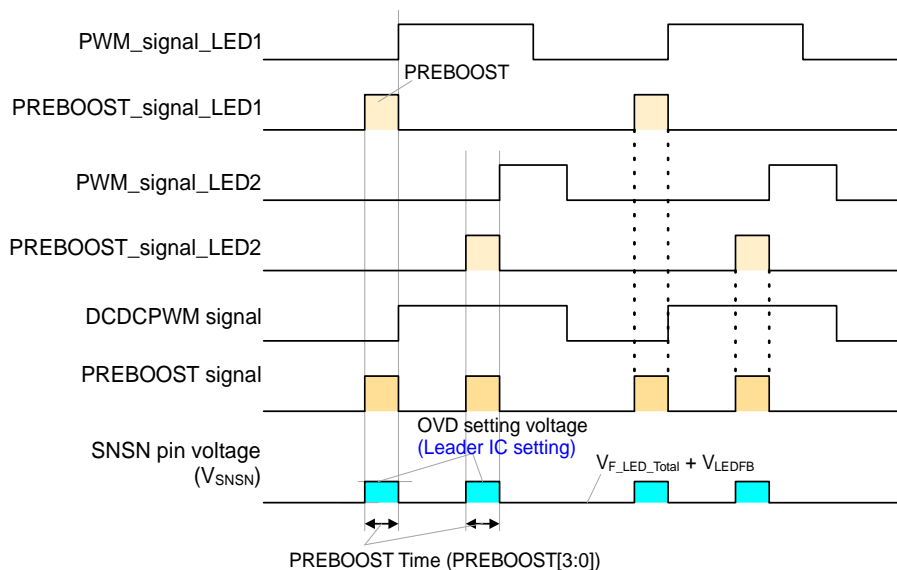 PWM_signal_LED1
PREBOOST
PREBOOST_signal_LED1
PWM_signal_LED2
PREBOOST_signal_LED2
DCDCPWM signal
PREBOOST signal
OVD setting voltage
(Leader IC setting)
SNSN pin voltage
(VSNSN)
VF_LED_Total + VLEDFB
PREBOOST Time (PREBOOST[3:0])